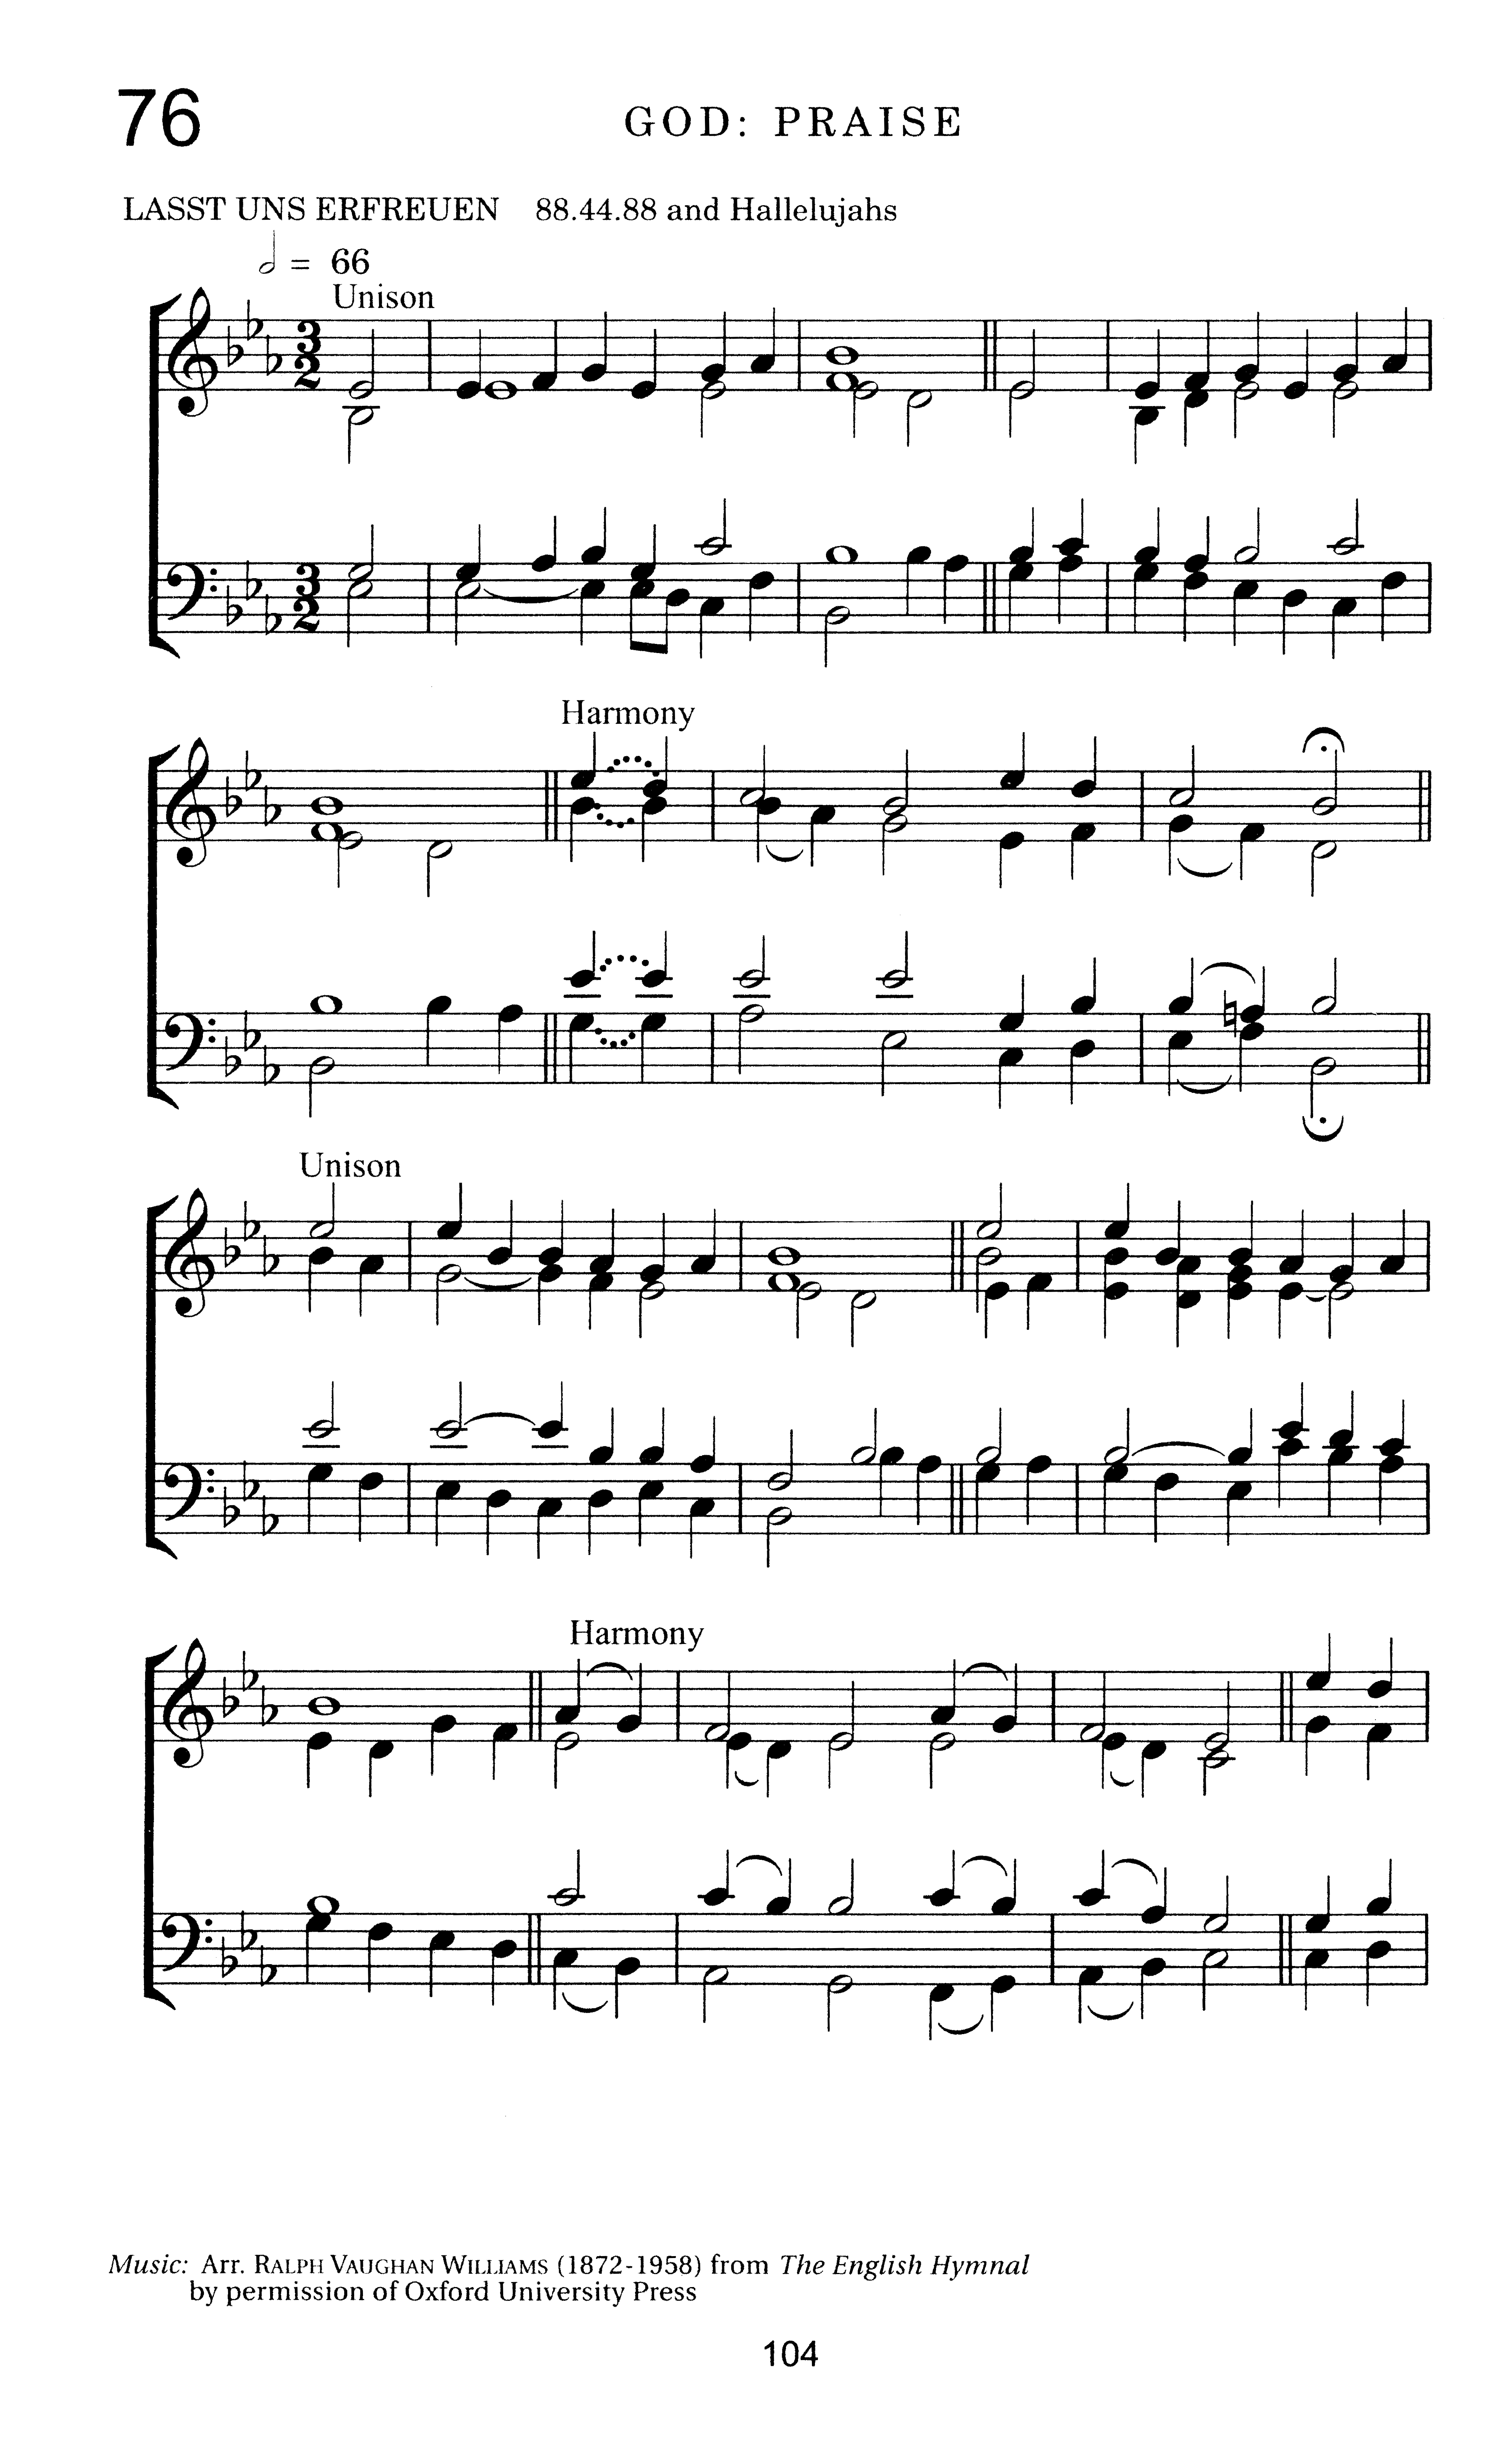 76
GOD: PRAISE
LASST UNS ERFREUEN 88.44.88 and Hallelujahs
= 66
Unison
3
2
3
2
Harmony
Unison
Harmony
Music: Arr. RALPH VAUGHAN WILLIAMS (1872-1958) from The English Hymnal
by permission of Oxford University Press
104